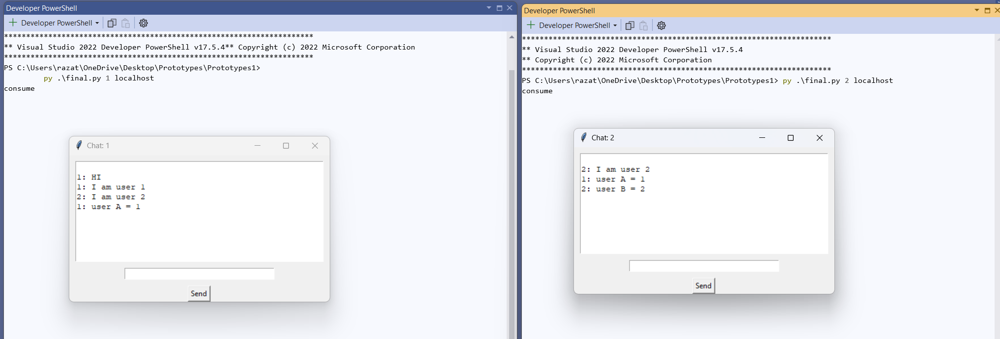 Developer PowerShell
Developer PowerShell
**********************************************************************
** Visual Studio 2022 Developer PowerShell v17.5.4** Copyright (c) 2022 Microsoft Corporation
**********************************************************************
PS C:\Users\razat\OneDrive\Desktop\Prototypes\Prototypes1>
py .\final.py 1 localhost
consume
Chat: 1
1: HI
1: I am user 1
2: I am user 2
1: user A = 1
Send
Developer PowerShell
Developer PowerShell
**********************************************************************
** Visual Studio 2022 Developer PowerShell v17.5.4
** Copyright (c) 2022 Microsoft Corporation
**********************************************************************
PS C:\Users\razat\OneDrive\Desktop\Prototypes\Prototypes1> py .\final.py 2 localhost
consume
Chat: 2
2: I am user 2
1: user A = 1
2: user B = 2
Send